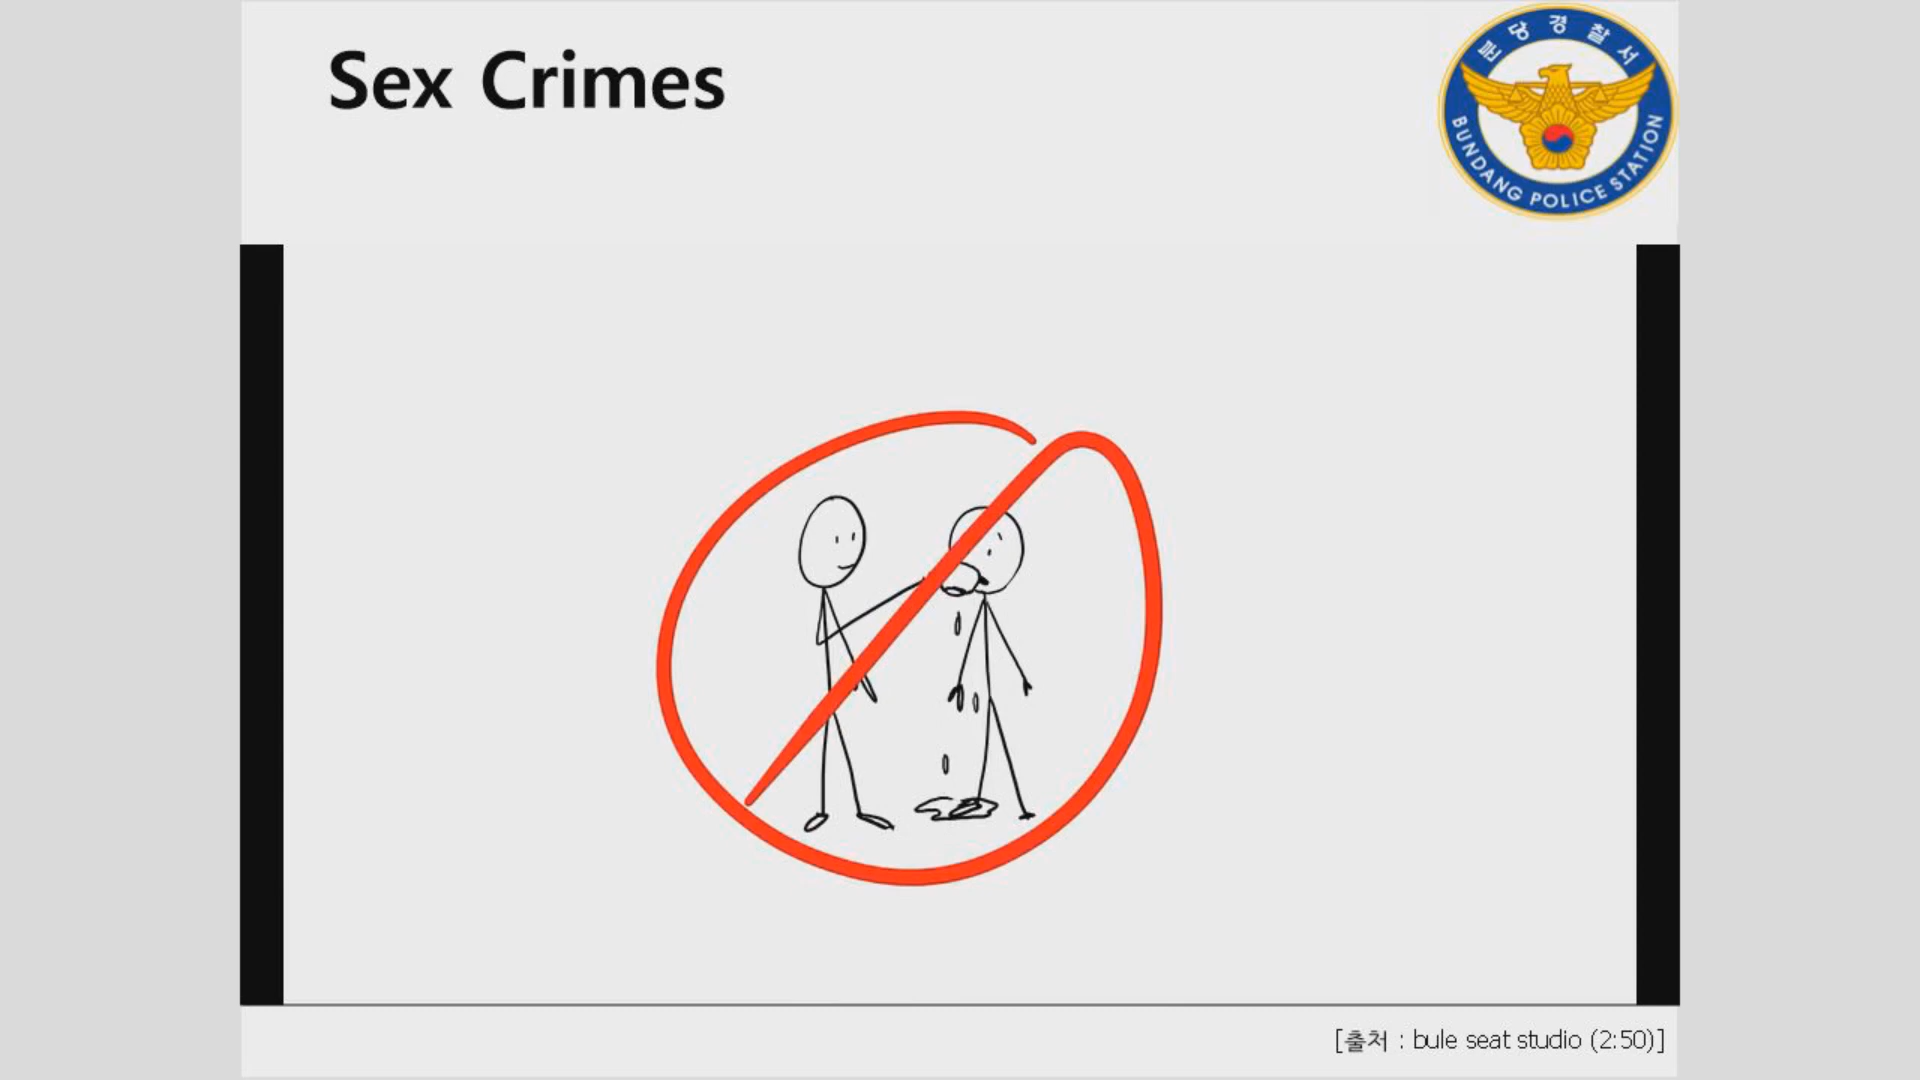 Sex Crimes
분당경찰서
BUNDANG POLICE STATION
[출처 : bule seat studio (2:50)]